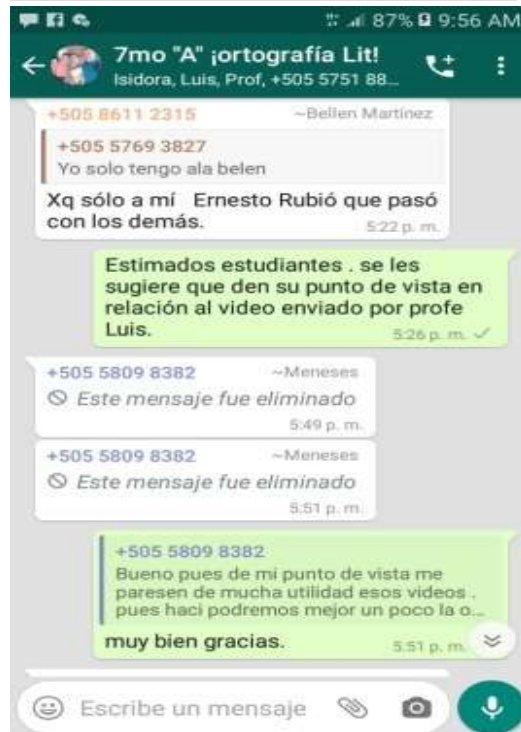 87% 9:56 AM
7mo "A" ¡ortografía Lit!
Isidora, Luis, Prof, +505 5751 88...
+505 8611 2315 ~Bellen Martinez
+505 5769 3827
Yo solo tengo ala belen
Xq sólo a mí Ernesto Rubió que pasó
con los demás.
5:22 p. m.
Estimados estudiantes . se les
sugiere que den su punto de vista en
relación al video enviado por profe
Luis.
5:26 p. m.
+505 5809 8382 ~Meneses
Este mensaje fue eliminado
5:49 p. m.
+505 5809 8382 ~Meneses
Este mensaje fue eliminado
5:51 p. m.
+505 5809 8382
Bueno pues de mi punto de vista me
paresen de mucha utilidad esos videos .
pues haci podremos mejor un poco la o...
muy bien gracias.
5:51 p. m.
Escribe un mensaje